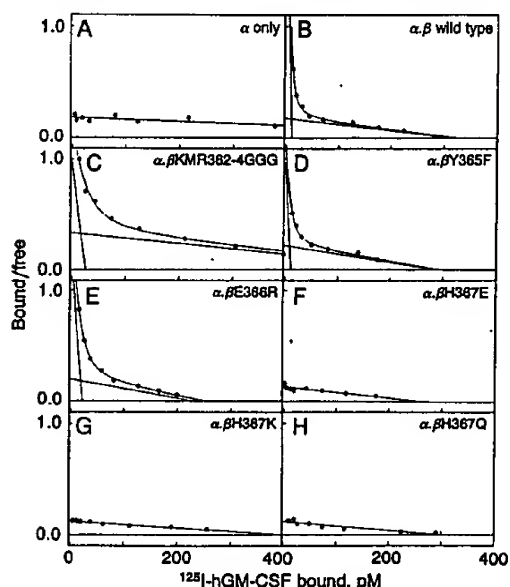 A α only
B α.β wild type
1.0
0.0
C α.βKMR362-4GGG
D α.βY365F
1.0
0.0
E α.βE366R
F α.βH367E
1.0
0.0
G α.βH367K
H α.βH367Q
1.0
0.0
Bound/free
0 200 400 200 400
¹²⁵I-hGM-CSF bound, pM